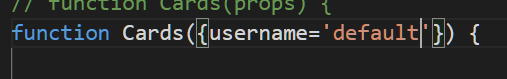 // function Cards(props) {
function Cards({username='default'}) {